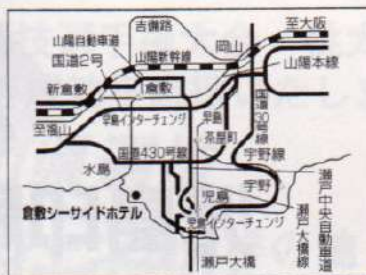 吉備路
至大阪
山陽自動車道
山陽新幹線
岡山
国道2号
山陽本線
新倉敷
倉敷
国道30号線
早島インターチェンジ
早島
至福山
茶屋町
水島
国道430号線
宇野線
児島
宇野
倉敷シーサイドホテル
児島インターチェンジ
瀬戸大橋線
瀬戸中央自動車道
瀬戸大橋